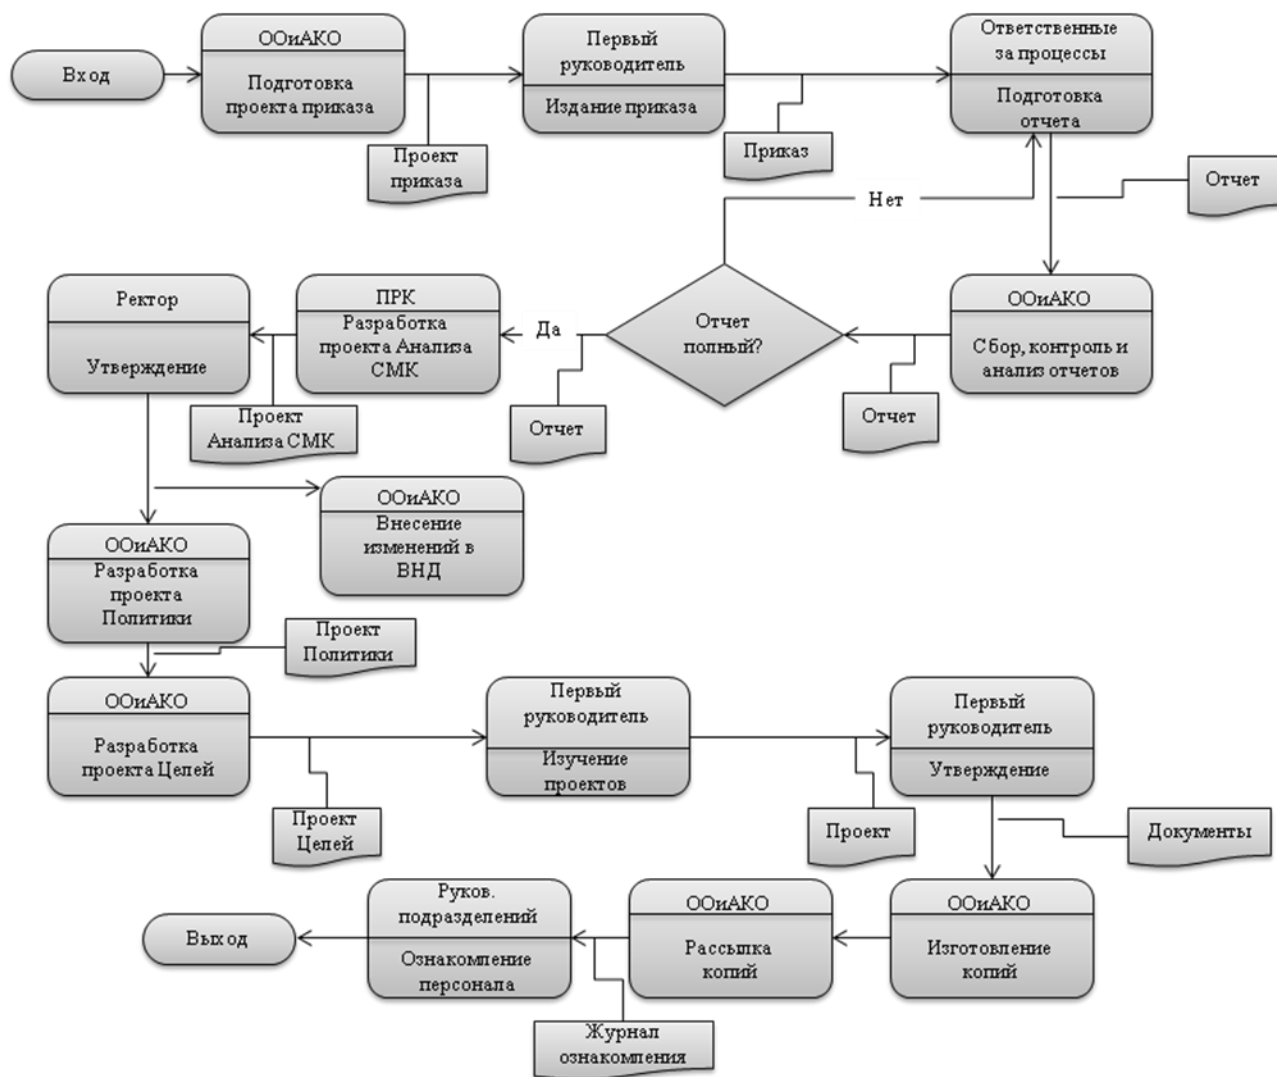 Вход
ООиАКО
Подготовка
проекта приказа
Проект
приказа
Первый
руководитель
Издание приказа
Приказ
Ответственные
за процессы
Подготовка
отчета
Отчет
Нет
ООиАКО
Сбор, контроль и
анализ отчетов
Отчет
Отчет
полный?
Да
Отчет
ПРК
Разработка
проекта Анализа
СМК
Проект
Анализа СМК
Ректор
Утверждение
ООиАКО
Внесение
изменений в
ВНД
ООиАКО
Разработка
проекта
Политики
Проект
Политики
ООиАКО
Разработка
проекта Целей
Проект
Целей
Первый
руководитель
Изучение
проектов
Проект
Первый
руководитель
Утверждение
Документы
ООиАКО
Изготовление
копий
ООиАКО
Рассылка
копий
Журнал
ознакомления
Руков.
подразделений
Ознакомление
персонала
Выход